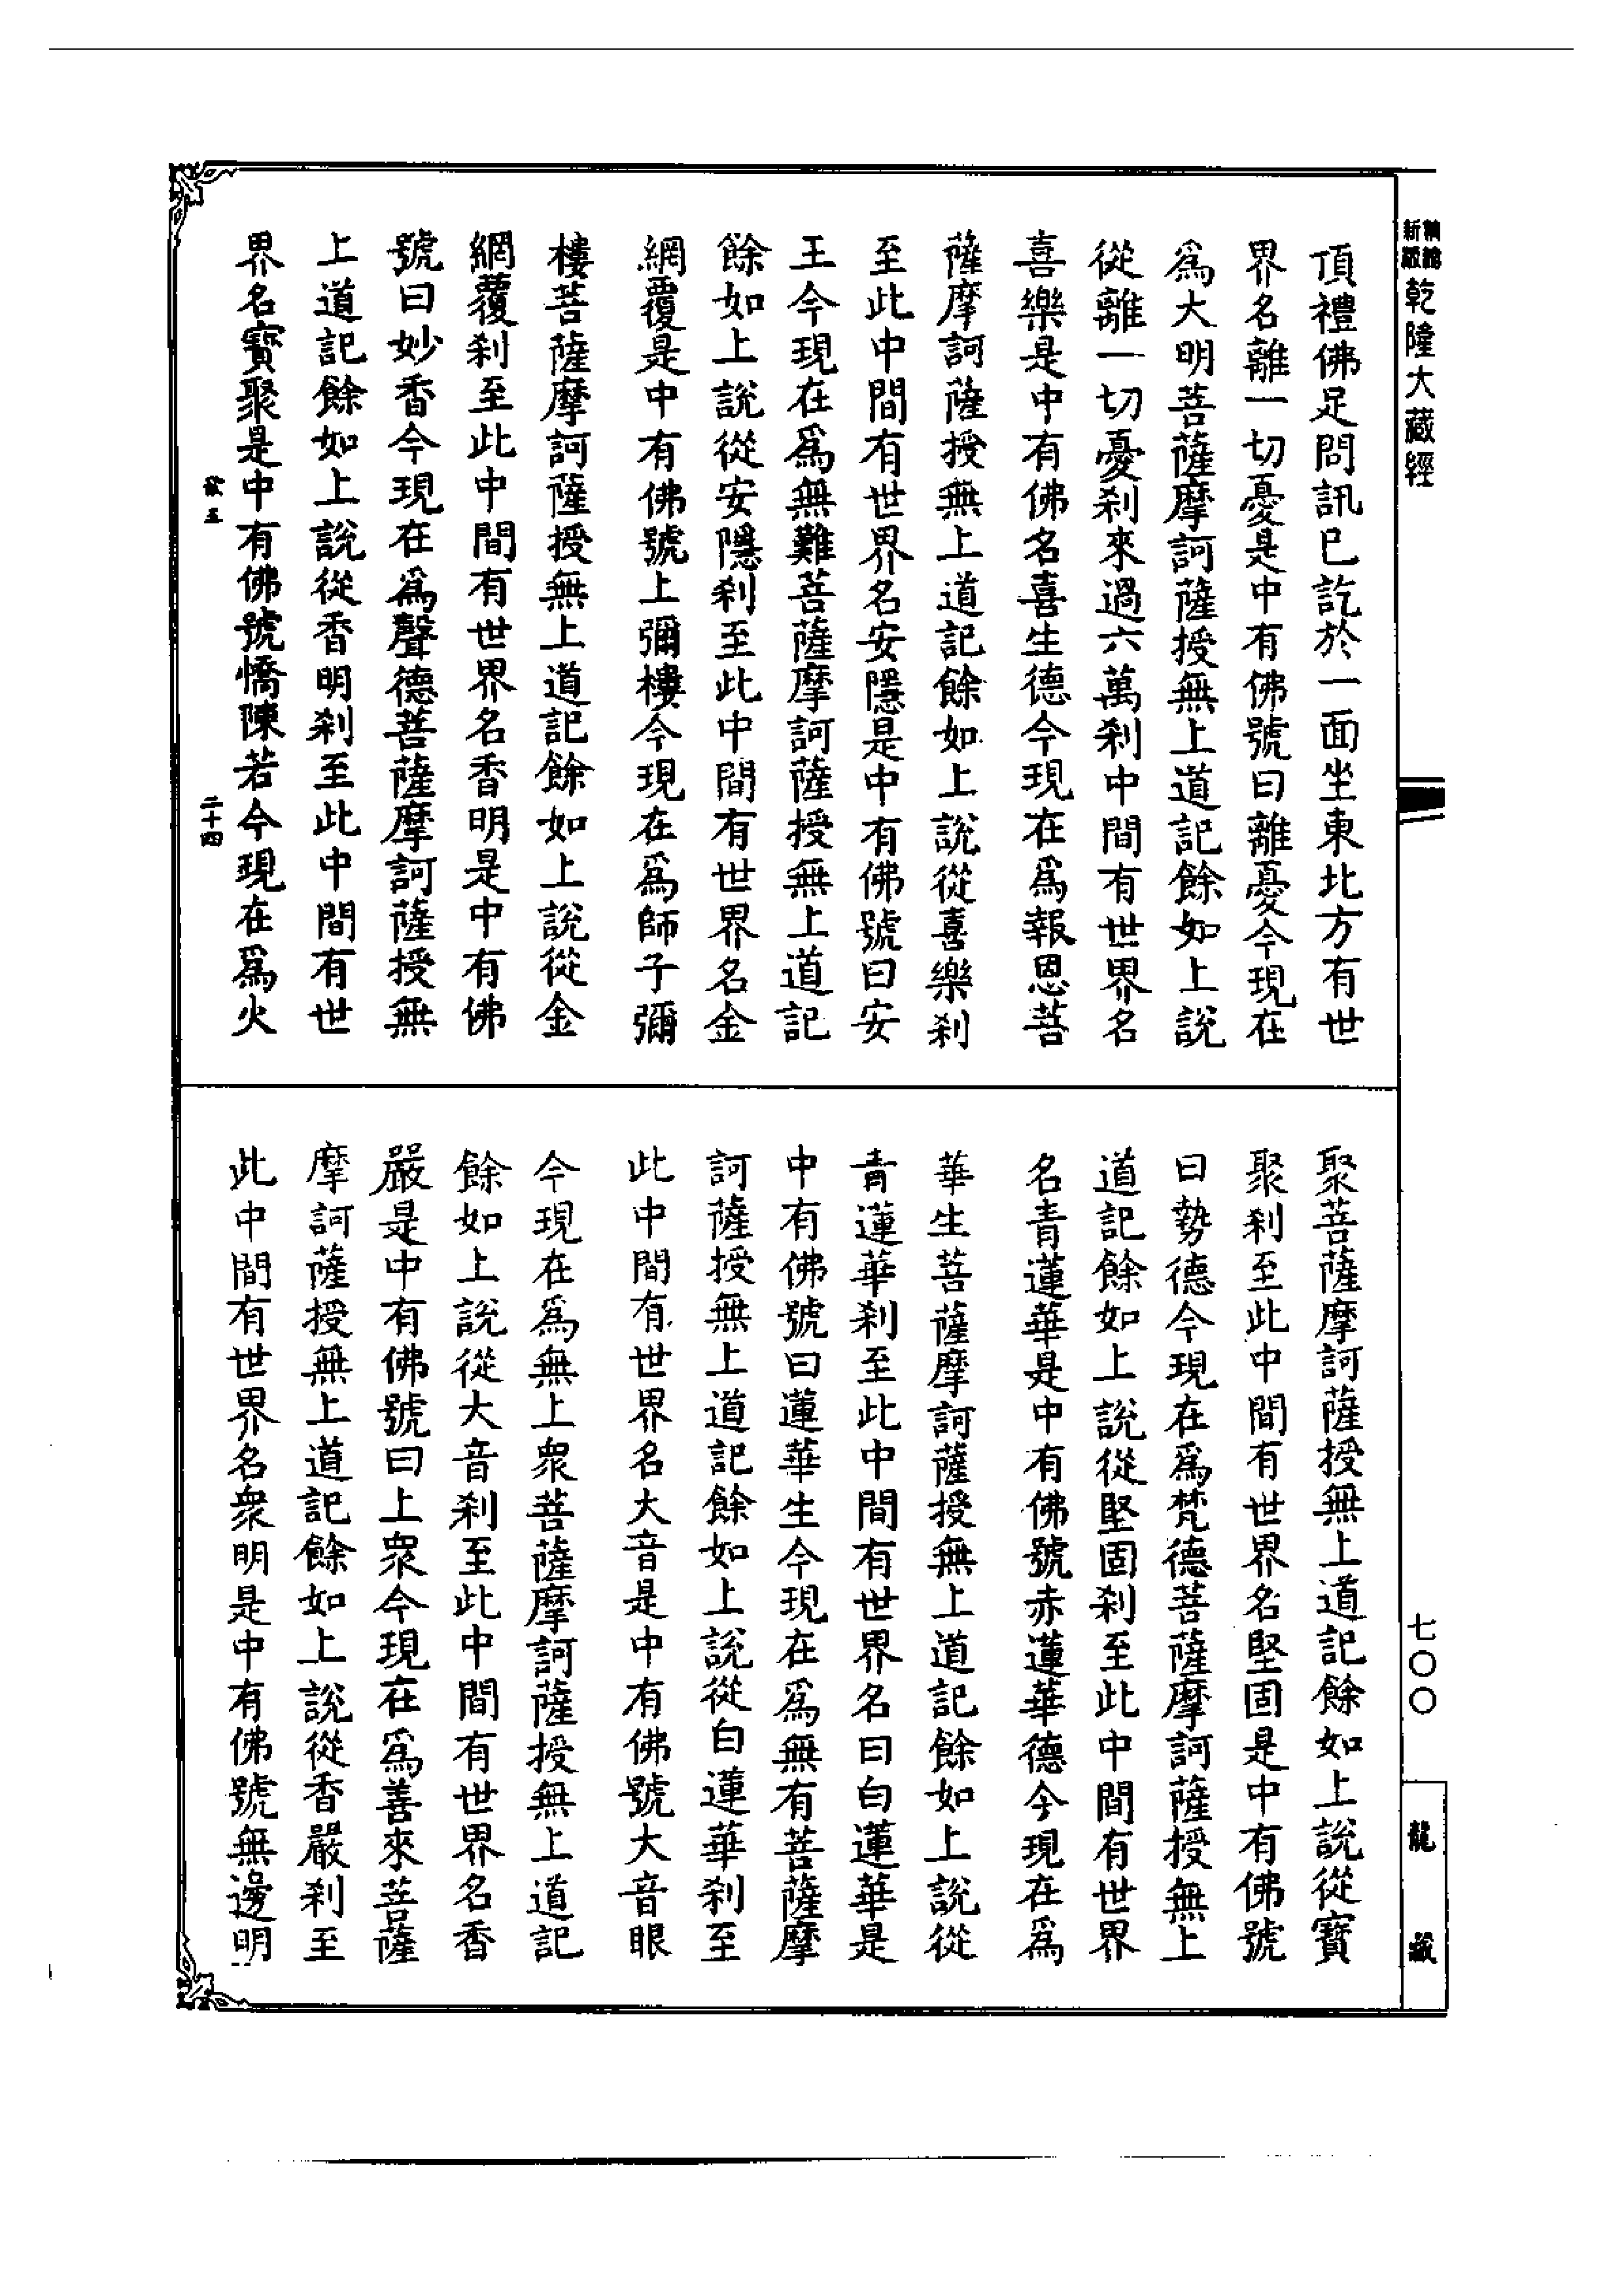 乾隆大藏經
頂禮佛足問訊已訖於一面坐東北方有世
界名離一切憂是中有佛號曰離憂今現在
爲大明菩薩摩訶薩授無上道記餘如上說
從離一切憂剎來過六萬剎中間有世界名
喜樂是中有佛名喜生德今現在爲報恩菩
薩摩訶薩授無上道記餘如上說從喜樂剎
至此中間有世界名安隱是中有佛號曰安
王今現在爲無難菩薩摩訶薩授無上道記
餘如上說從安隱剎至此中間有世界名金
網覆是中有佛號上彌樓今現在爲師子彌
樓菩薩摩訶薩授無上道記餘如上說從金
網覆剎至此中間有世界名香明是中有佛
號曰妙香今現在爲聲德菩薩摩訶薩授無
上道記餘如上說從香明剎至此中間有世
界名寶聚是中有佛號憍陳若今現在爲火
二十四
聚菩薩摩訶薩授無上道記餘如上說從寶
聚剎至此中間有世界名堅固是中有佛號
曰勢德今現在爲梵德菩薩摩訶薩授無上
道記餘如上說從堅固剎至此中間有世界
名青蓮華是中有佛號赤蓮華德今現在爲
華生菩薩摩訶薩授無上道記餘如上說從
青蓮華剎至此中間有世界名曰白蓮華是
中有佛號曰蓮華生今現在爲無有菩薩摩
訶薩授無上道記餘如上說從白蓮華剎至
此中間有世界名大音是中有佛號大音眼
今現在爲無上衆菩薩摩訶薩授無上道記
餘如上說從大音剎至此中間有世界名香
嚴是中有佛號曰上衆今現在爲善來菩薩
摩訶薩授無上道記餘如上說從香嚴剎至
此中間有世界名衆明是中有佛號無邊明
七〇〇
龍藏